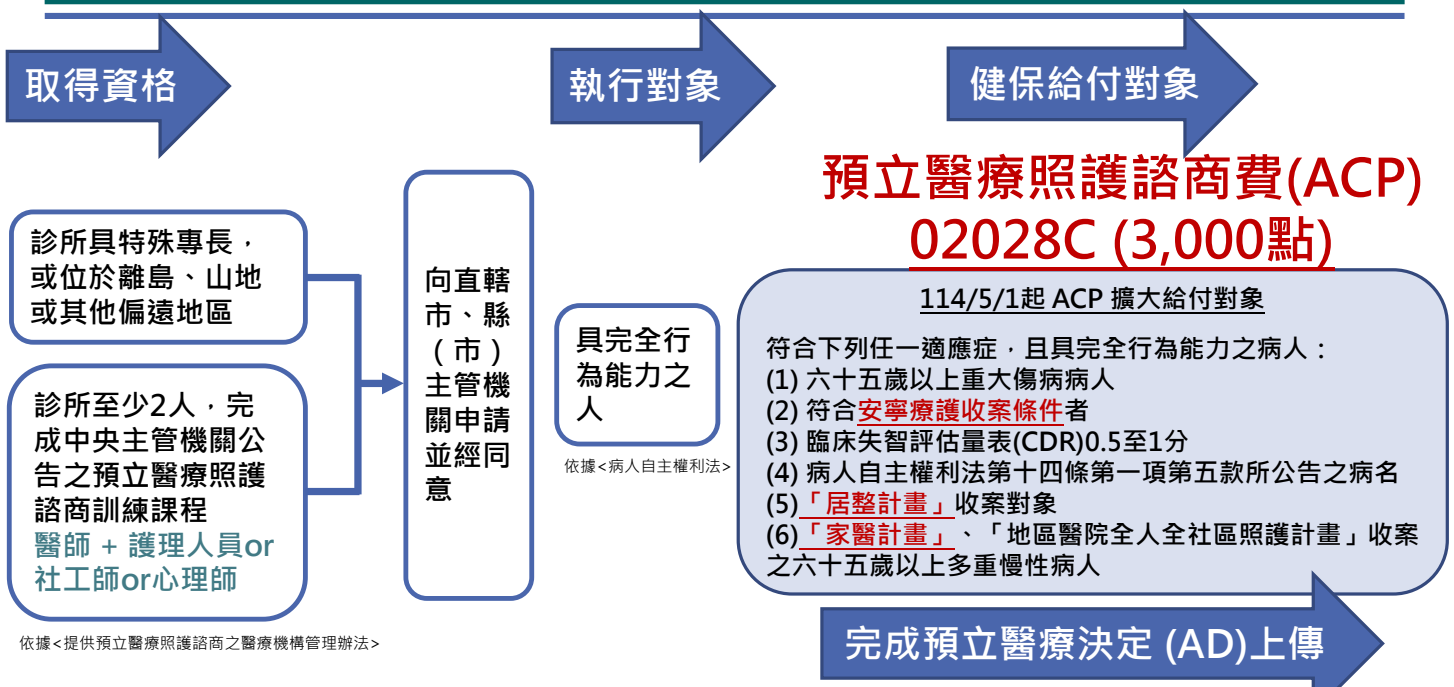 取得資格
執行對象
健保給付對象
診所具特殊專長，
或位於離島、山地
或其他偏遠地區
診所至少2人，完
成中央主管機關公
告之預立醫療照護
諮商訓練課程
醫師 + 護理人員or
社工師or心理師
依據<提供預立醫療照護諮商之醫療機構管理辦法>
向直轄
市、縣
（市）
主管機
關申請
並經同
意
具完全行
為能力之
人
依據<病人自主權利法>
預立醫療照護諮商費(ACP)
02028C (3,000點)
114/5/1起 ACP 擴大給付對象
符合下列任一適應症，且具完全行為能力之病人：
(1) 六十五歲以上重大傷病病人
(2) 符合安寧療護收案條件者
(3) 臨床失智評估量表(CDR)0.5至1分
(4) 病人自主權利法第十四條第一項第五款所公告之病名
(5)「居整計畫」收案對象
(6)「家醫計畫」、「地區醫院全人全社區照護計畫」收案
之六十五歲以上多重慢性病人
完成預立醫療決定 (AD)上傳